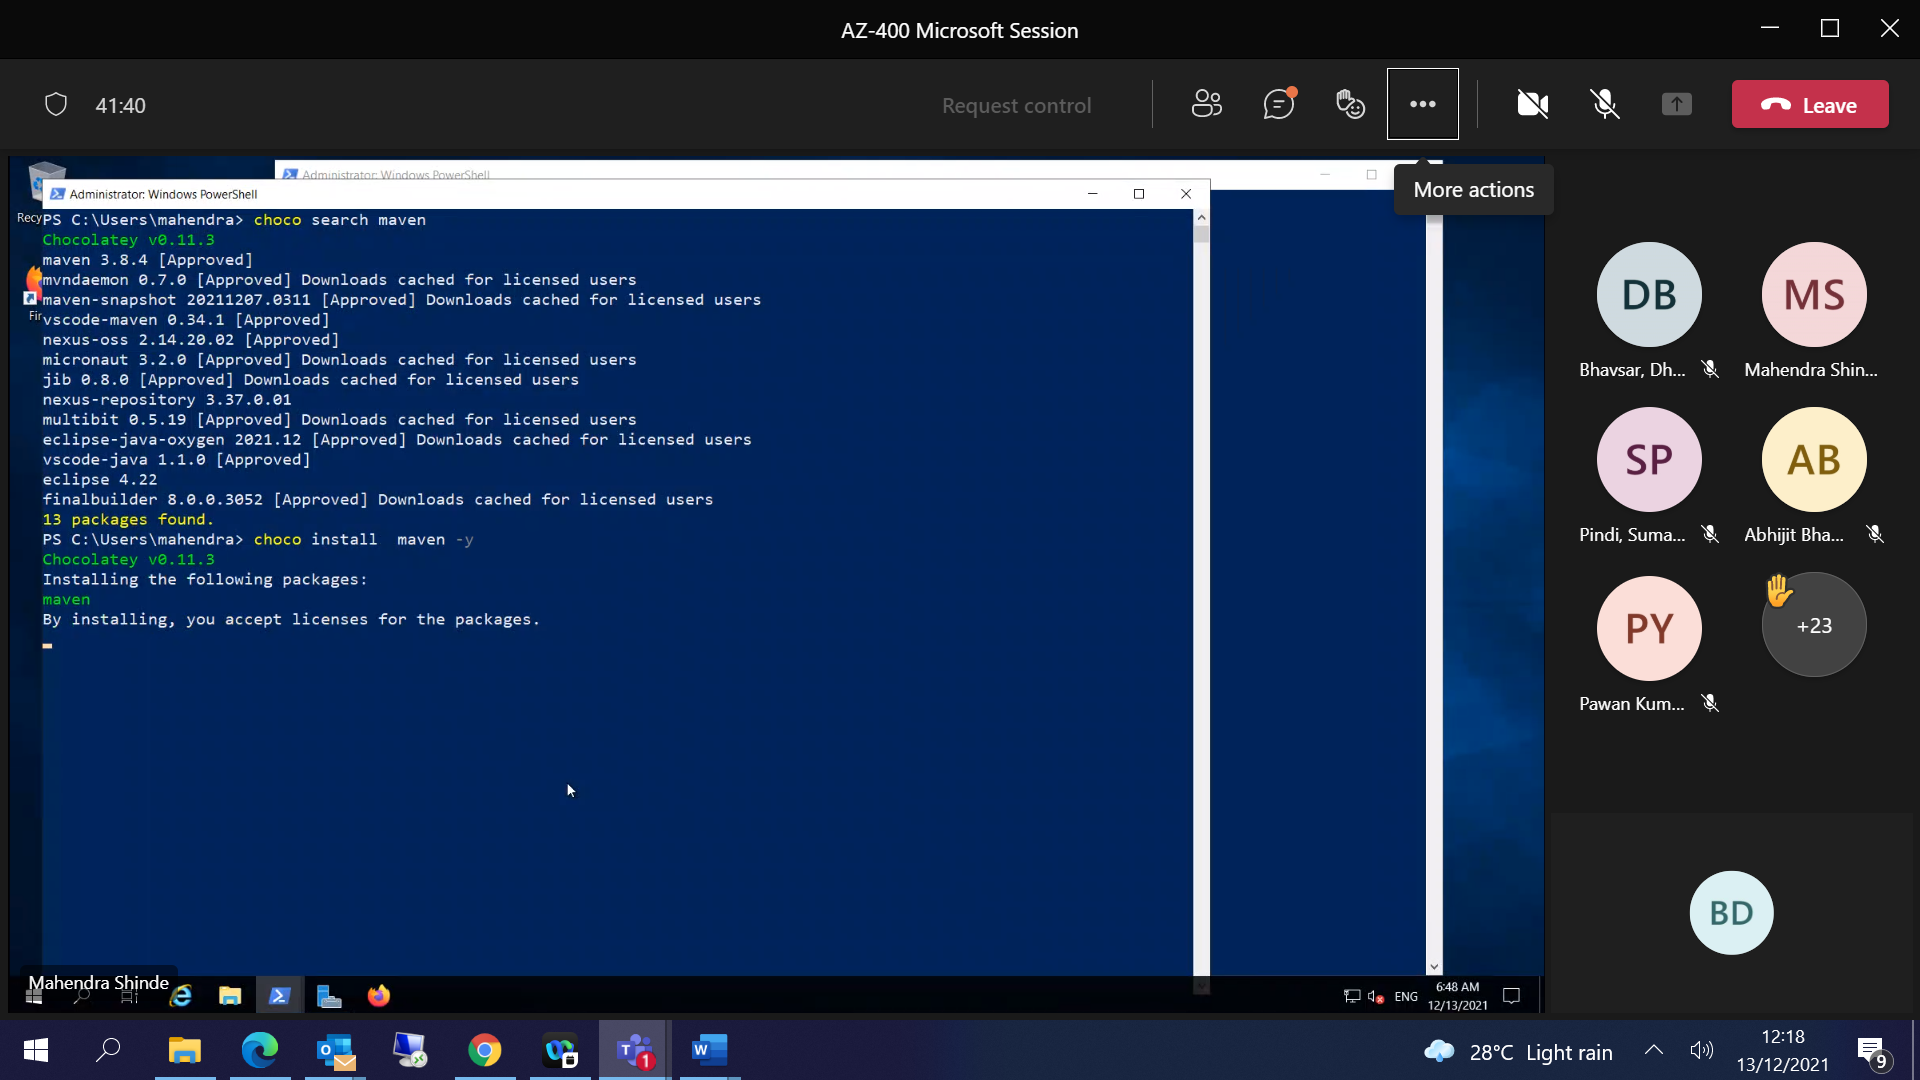 AZ-400 Microsoft Session
41:40
Request control
Leave
More actions
Administrator: Windows PowerShell
Administrator: Windows PowerShell
Recy
Fir
PS C:\Users\mahendra> choco search maven
Chocolatey v0.11.3
maven 3.8.4 [Approved]
mvndaemon 0.7.0 [Approved] Downloads cached for licensed users
maven-snapshot 20211207.0311 [Approved] Downloads cached for licensed users
vscode-maven 0.34.1 [Approved]
nexus-oss 2.14.20.02 [Approved]
micronaut 3.2.0 [Approved] Downloads cached for licensed users
jib 0.8.0 [Approved] Downloads cached for licensed users
nexus-repository 3.37.0.01
multibit 0.5.19 [Approved] Downloads cached for licensed users
eclipse-java-oxygen 2021.12 [Approved] Downloads cached for licensed users
vscode-java 1.1.0 [Approved]
eclipse 4.22
finalbuilder 8.0.0.3052 [Approved] Downloads cached for licensed users
13 packages found.
PS C:\Users\mahendra> choco install  maven -y
Chocolatey v0.11.3
Installing the following packages:
maven
By installing, you accept licenses for the packages.
DB
MS
Bhavsar, Dh...
Mahendra Shin...
SP
AB
Pindi, Suma...
Abhijit Bha...
PY
+23
Pawan Kum...
BD
Mahendra Shinde
ENG
6:48 AM
12/13/2021
28°C Light rain
12:18
13/12/2021
9
1